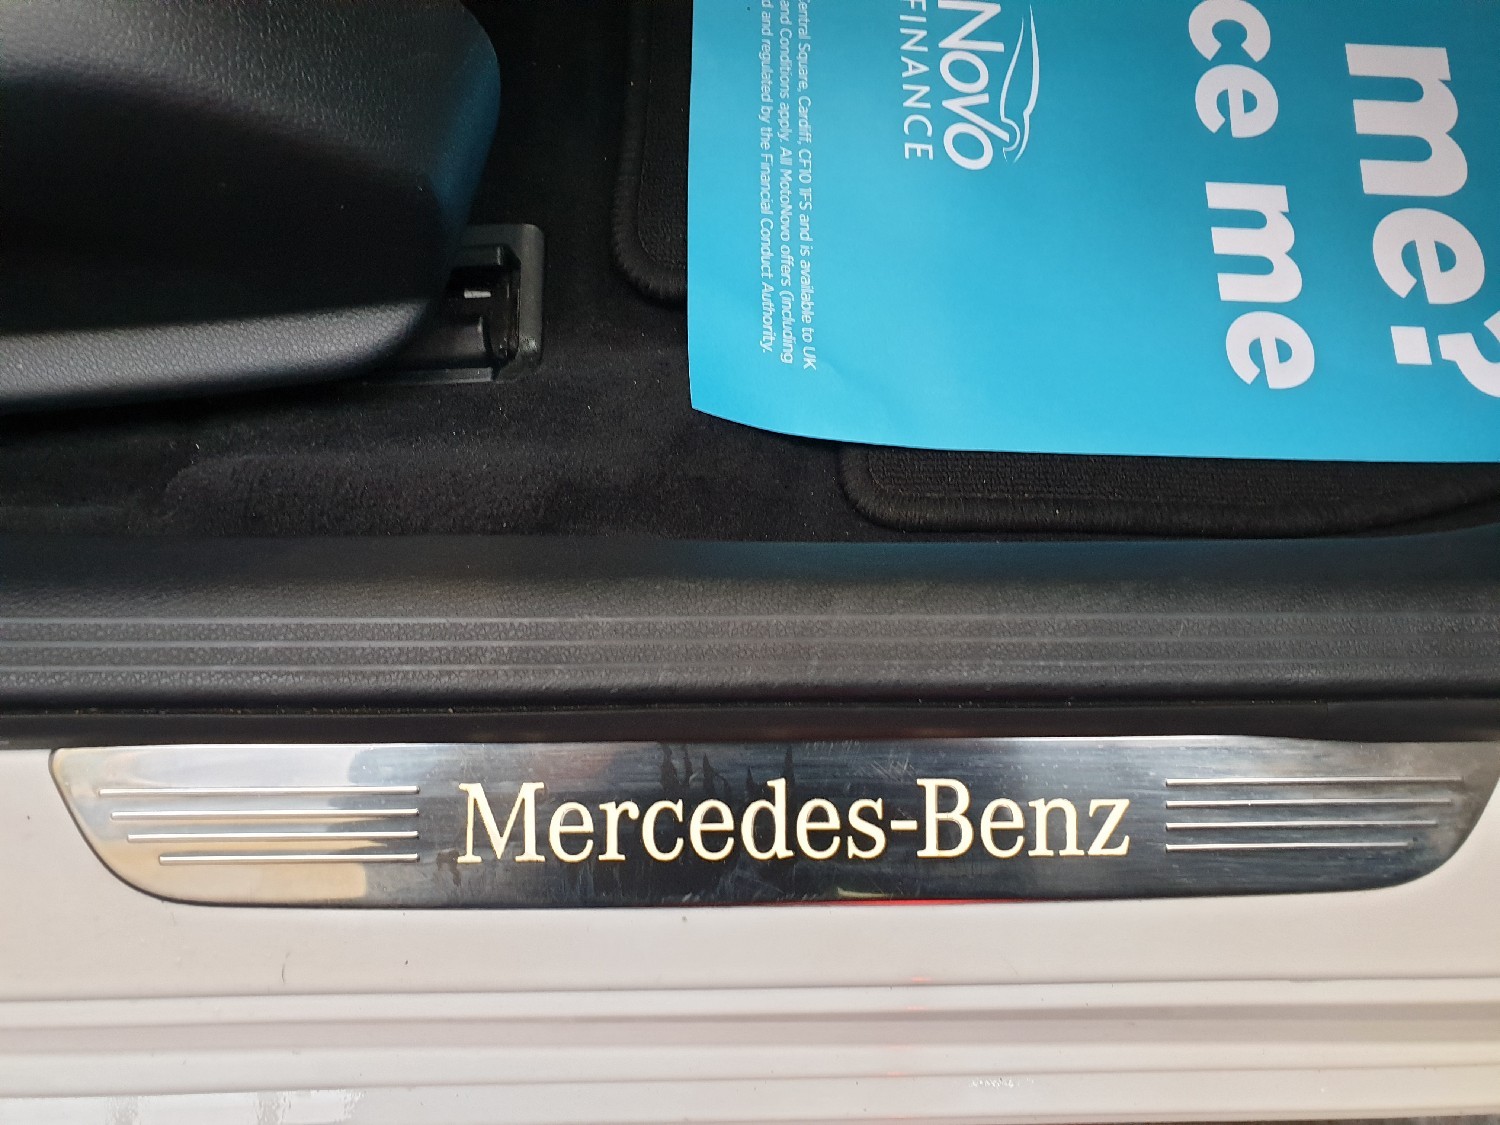 me?
ce me
Novo
FINANCE
Central Square, Cardiff, CF10 1FS and is available to UK
and Conditions apply. All MotoNovo offers (including
d and regulated by the Financial Conduct Authority.
Mercedes-Benz